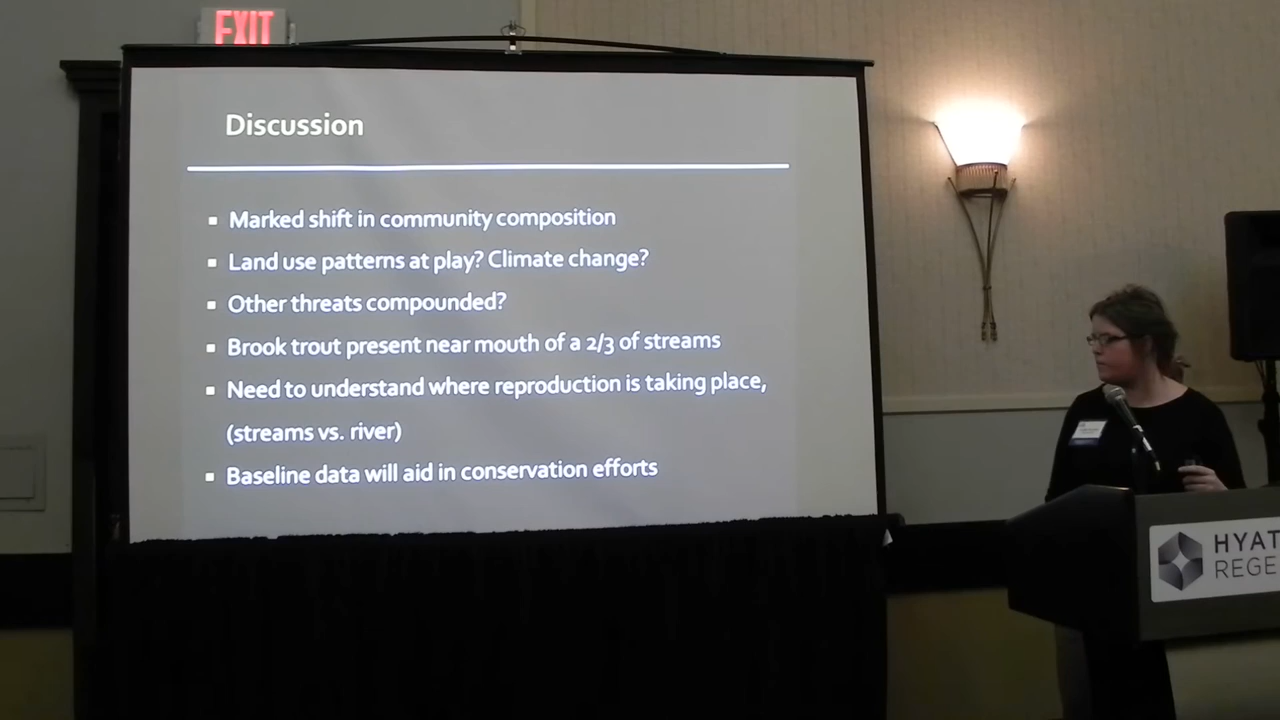 EXIT
Discussion
▪ Marked shift in community composition
▪ Land use patterns at play? Climate change?
▪ Other threats compounded?
▪ Brook trout present near mouth of a 2/3 of streams
▪ Need to understand where reproduction is taking place,
(streams vs. river)
▪ Baseline data will aid in conservation efforts
HYAT
REGE